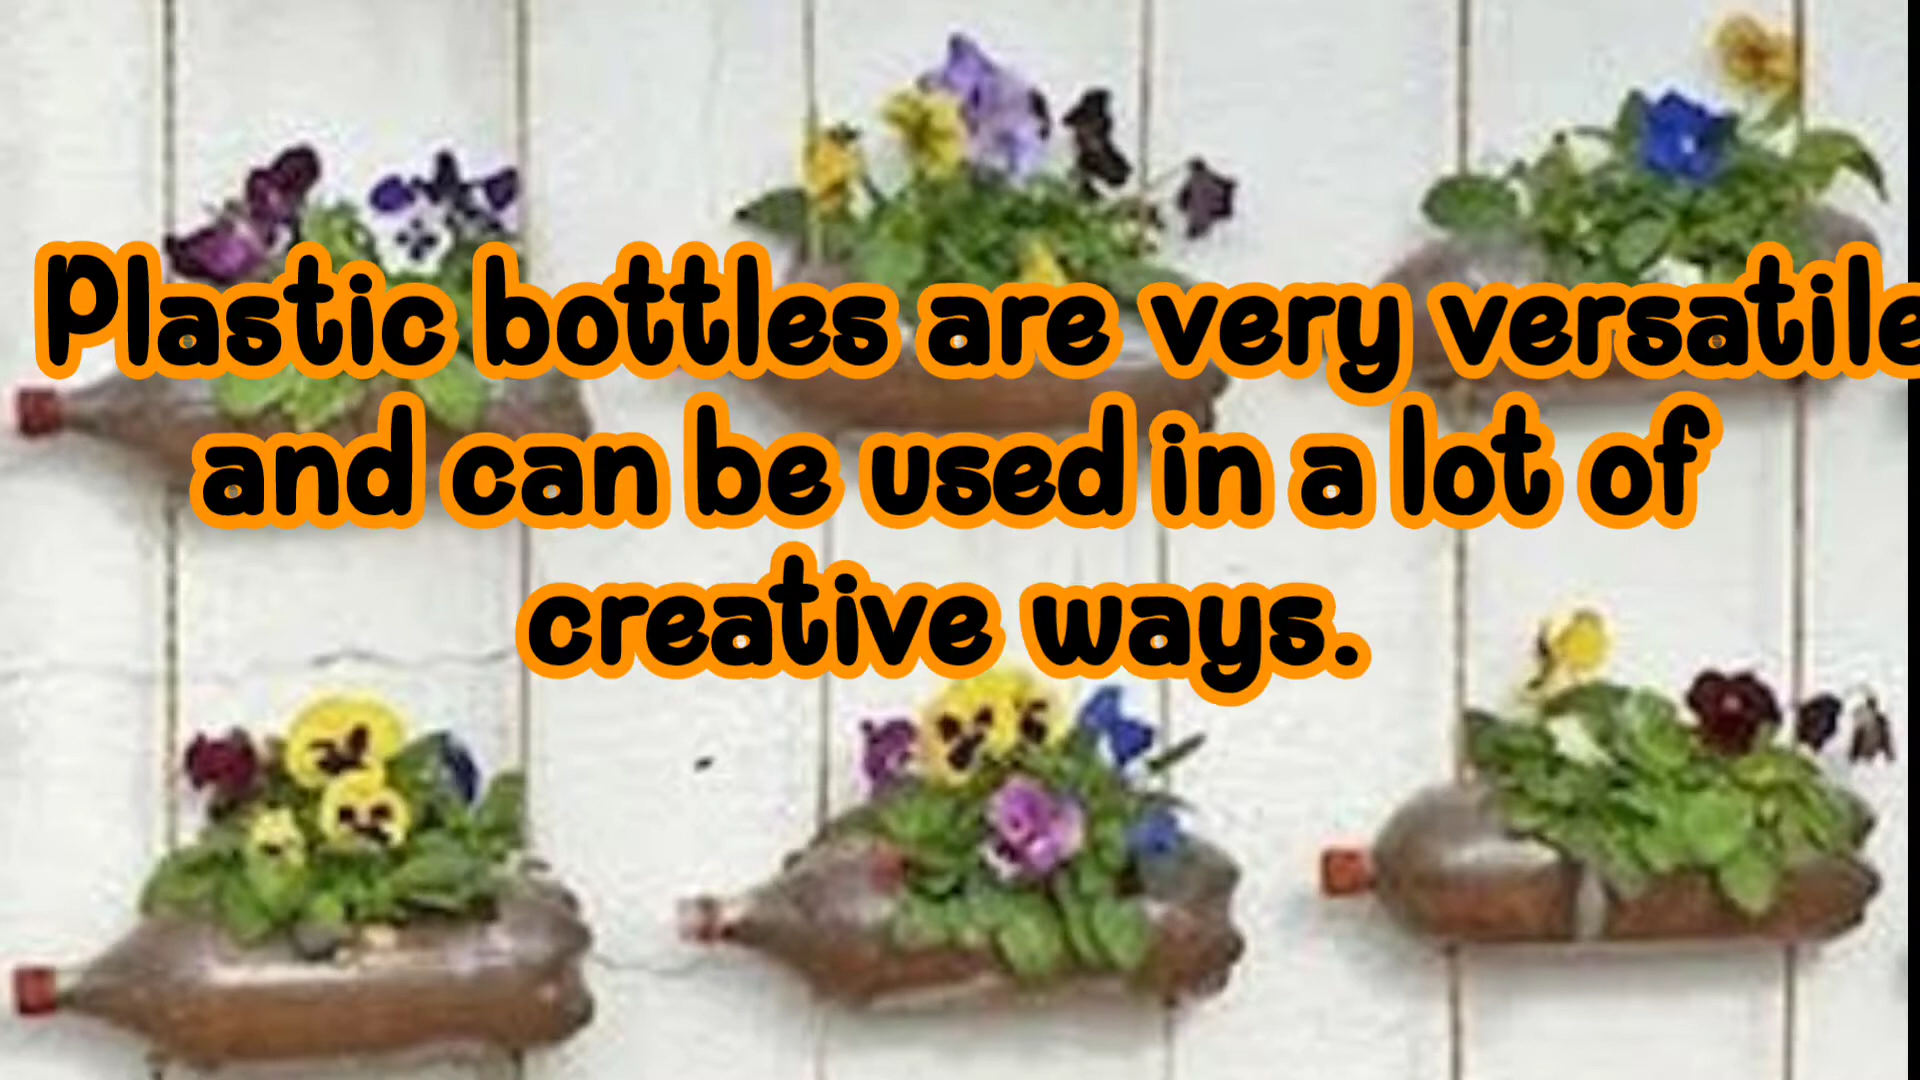 Plastic bottles are very versatile
and can be used in a lot of
creative ways.